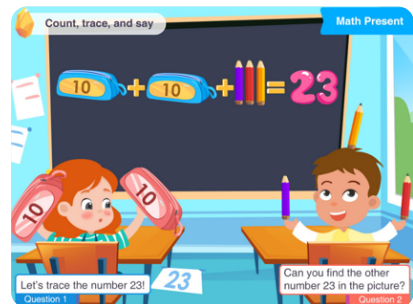 Count, trace, and say
Math Present
10 + 10 + = 23
10
10
23
Let's trace the number 23!
Question 1
Can you find the other
number 23 in the picture?
Question 2